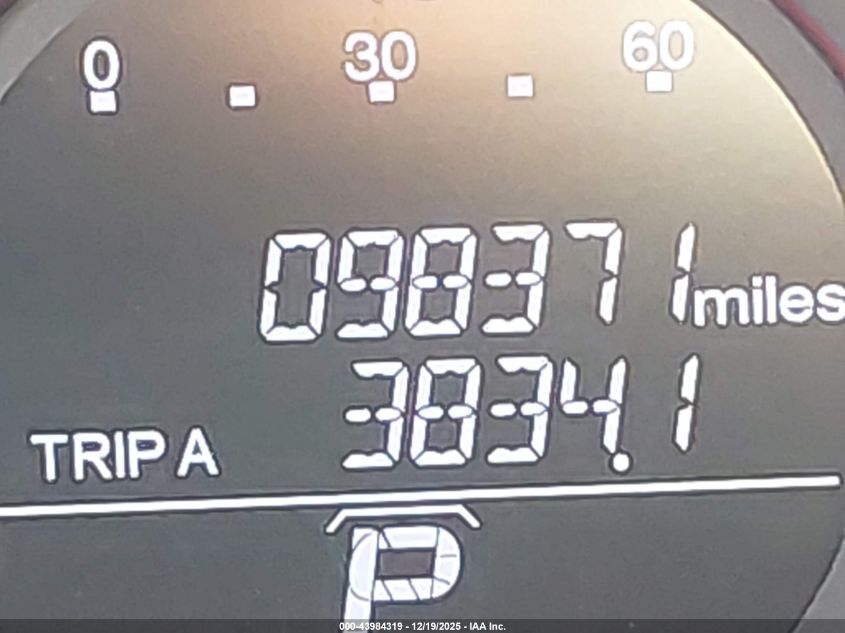 0 30 60
098371 miles
TRIP A 3834.1
P
000-43984319 - 12/19/2025 - IAA Inc.